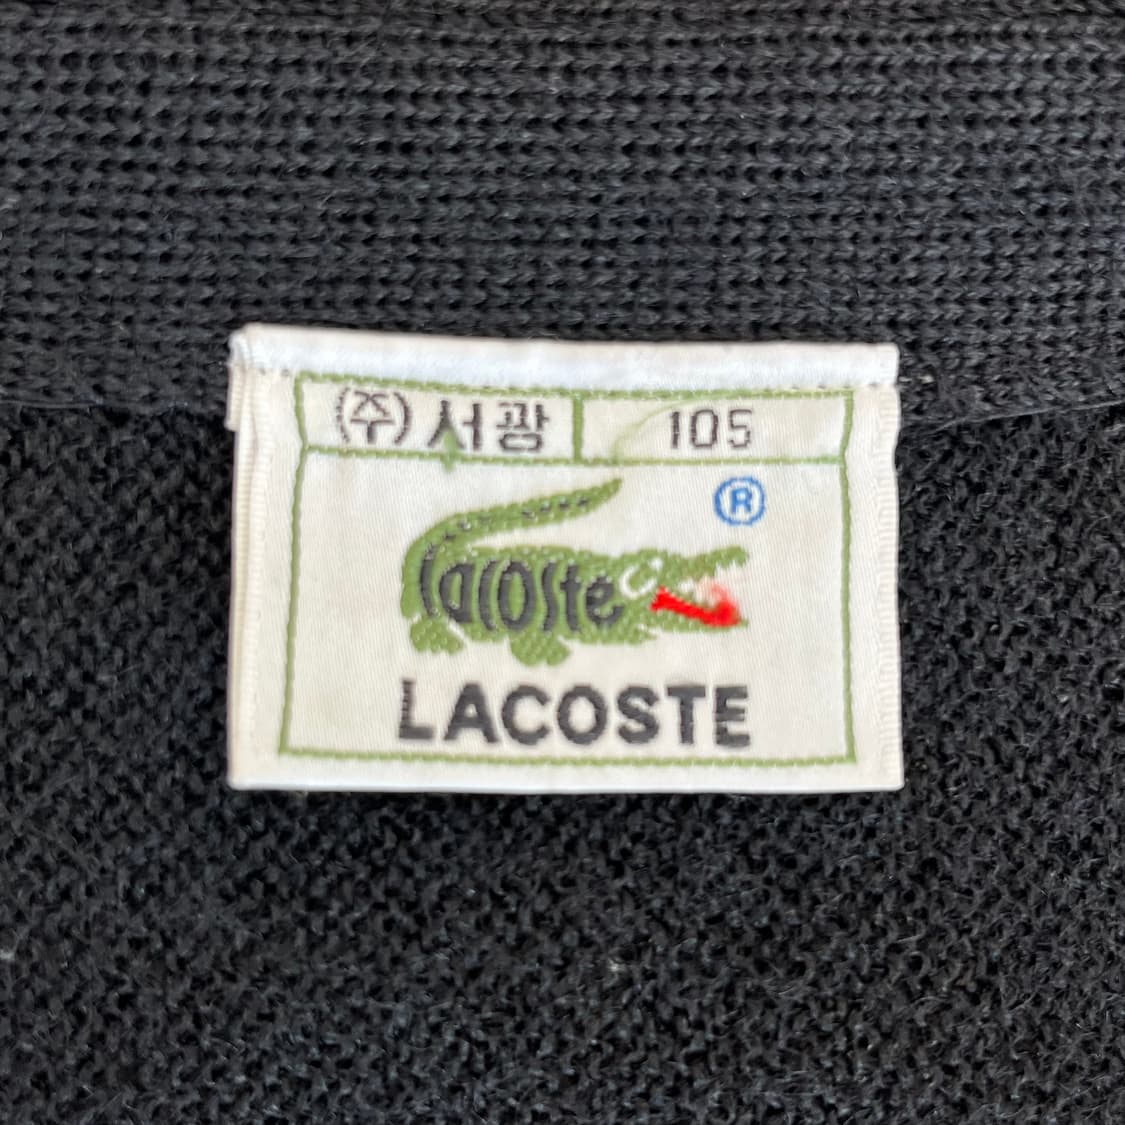 (주)서광 105
®
lacoste
LACOSTE